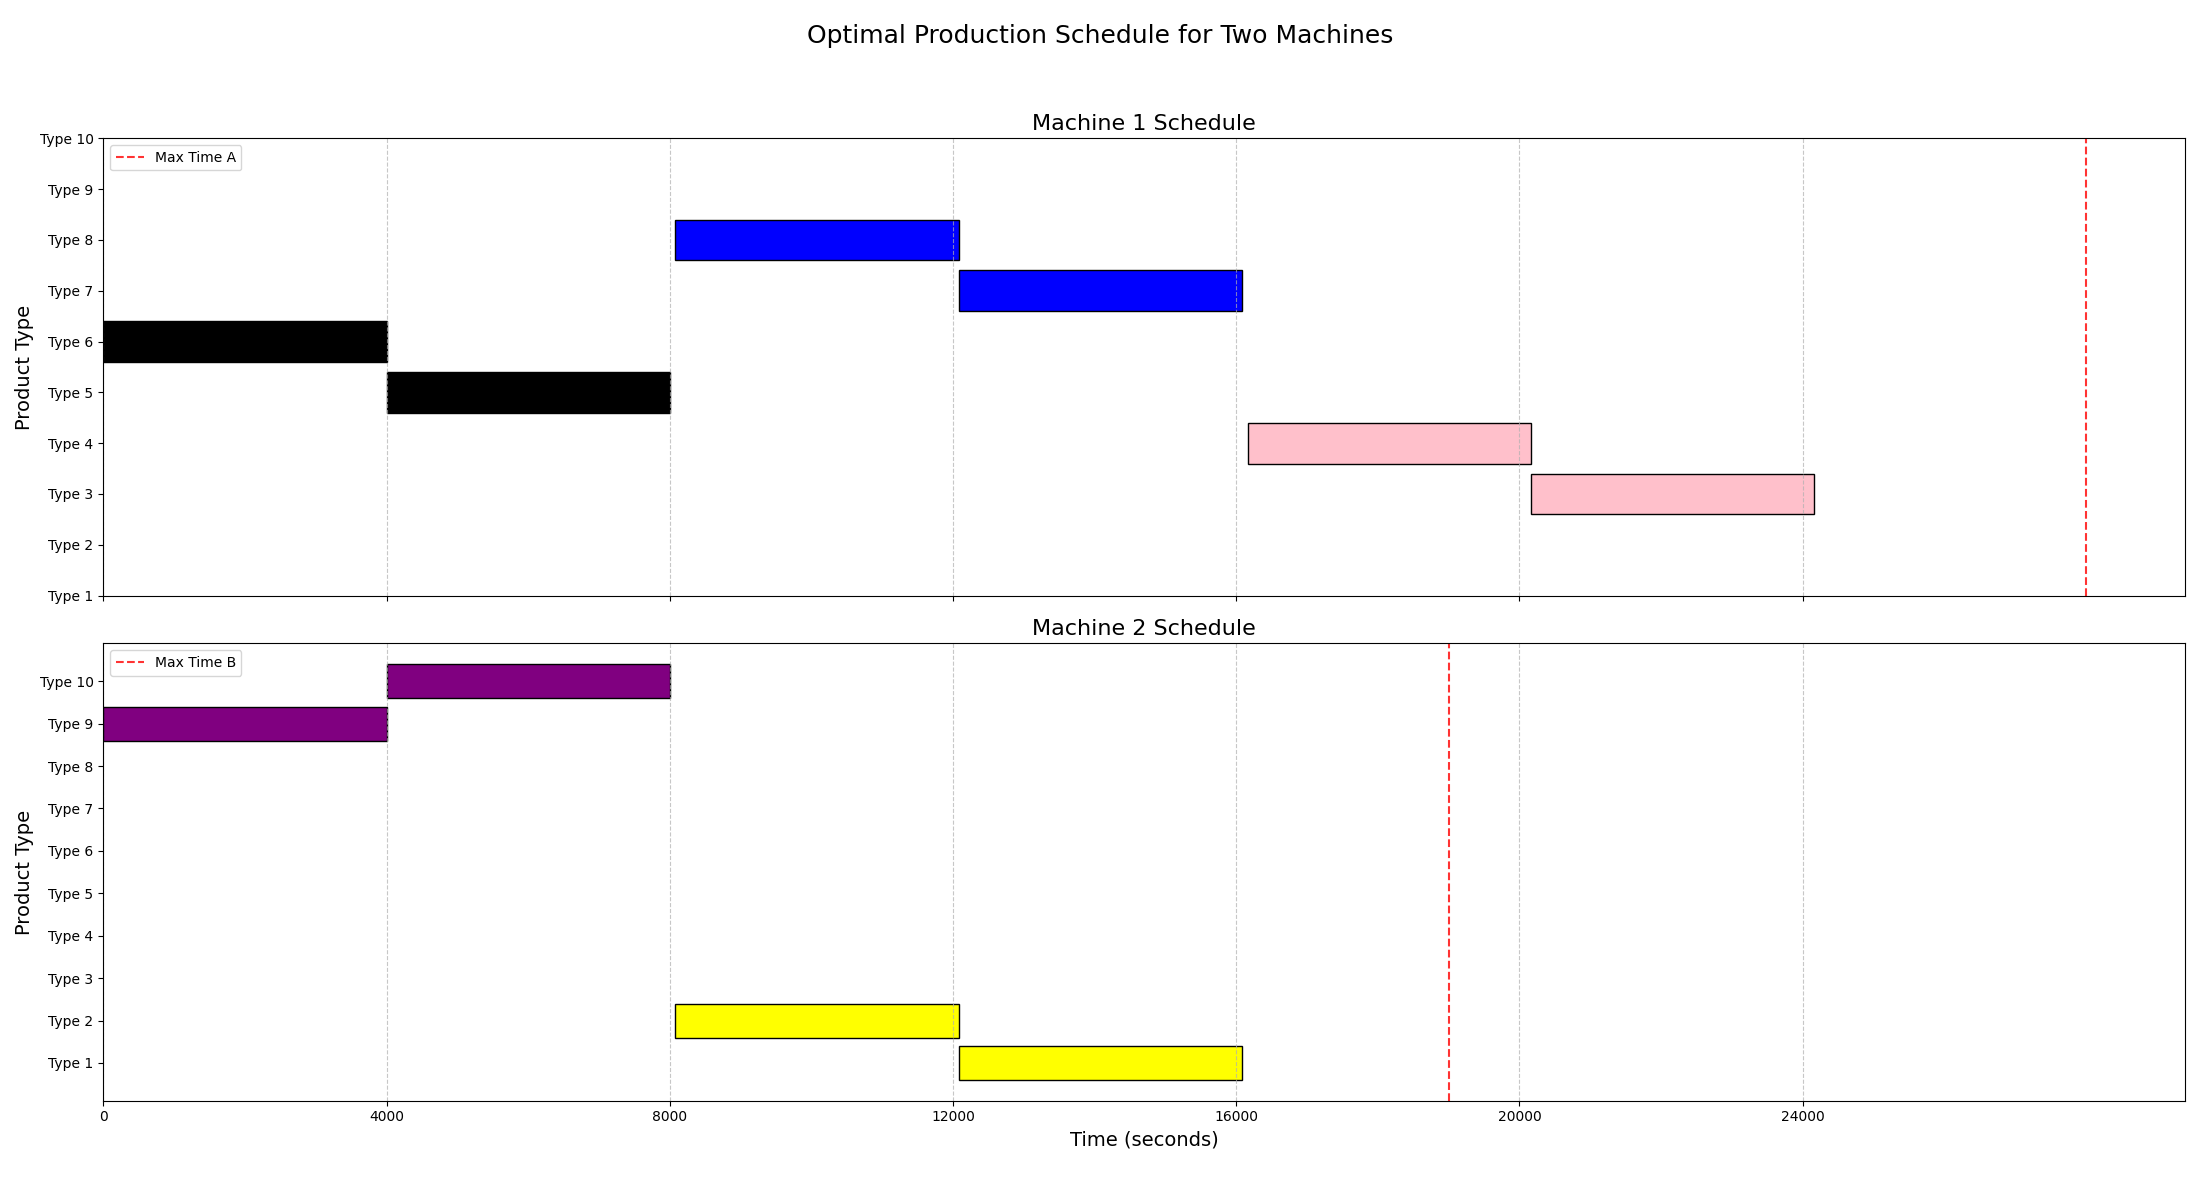 Optimal Production Schedule for Two Machines
Machine 1 Schedule
Max Time A
Product Type
Type 10
Type 9
Type 8
Type 7
Type 6
Type 5
Type 4
Type 3
Type 2
Type 1
Machine 2 Schedule
Max Time B
Product Type
Type 10
Type 9
Type 8
Type 7
Type 6
Type 5
Type 4
Type 3
Type 2
Type 1
0 4000 8000 12000 16000 20000 24000
Time (seconds)